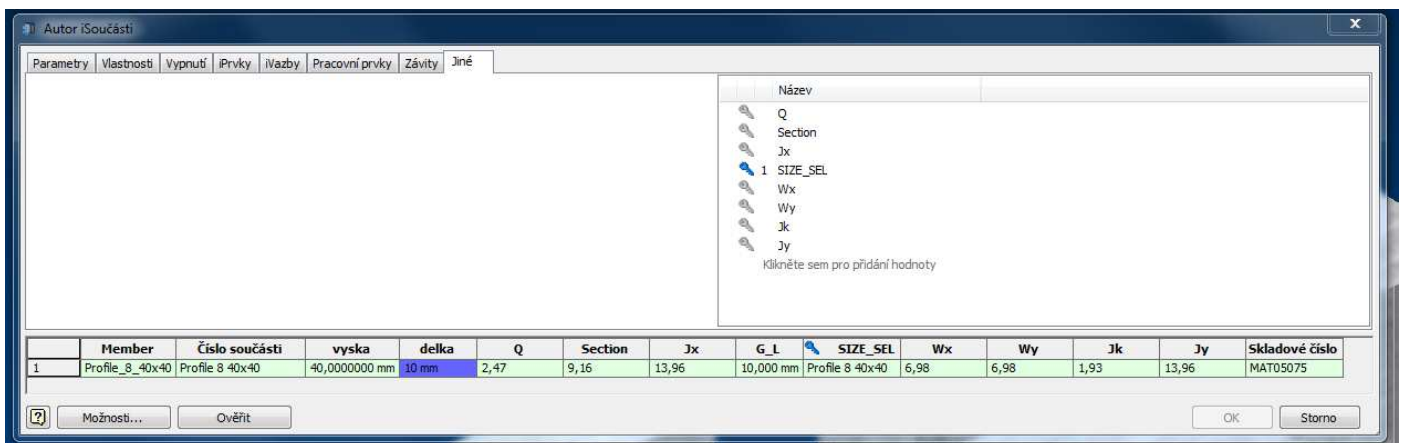 Autor iSoučásti
x
Parametry Vlastnosti Vypnutí iPrvky iVazby Pracovní prvky Závity Jiné
Název
Q
Section
Jx
1 SIZE_SEL
Wx
Wy
Jk
Jy
Klikněte sem pro přidání hodnoty
Member Číslo součásti vyska delka Q Section Jx G_L SIZE_SEL Wx Wy Jk Jy Skladové číslo
1 Profile_8_40x40 Profile 8 40x40 40,0000000 mm 10 mm 2,47 9,16 13,96 10,000 mm Profile 8 40x40 6,98 6,98 1,93 13,96 MAT05075
? Možnosti... Ověřit OK Storno